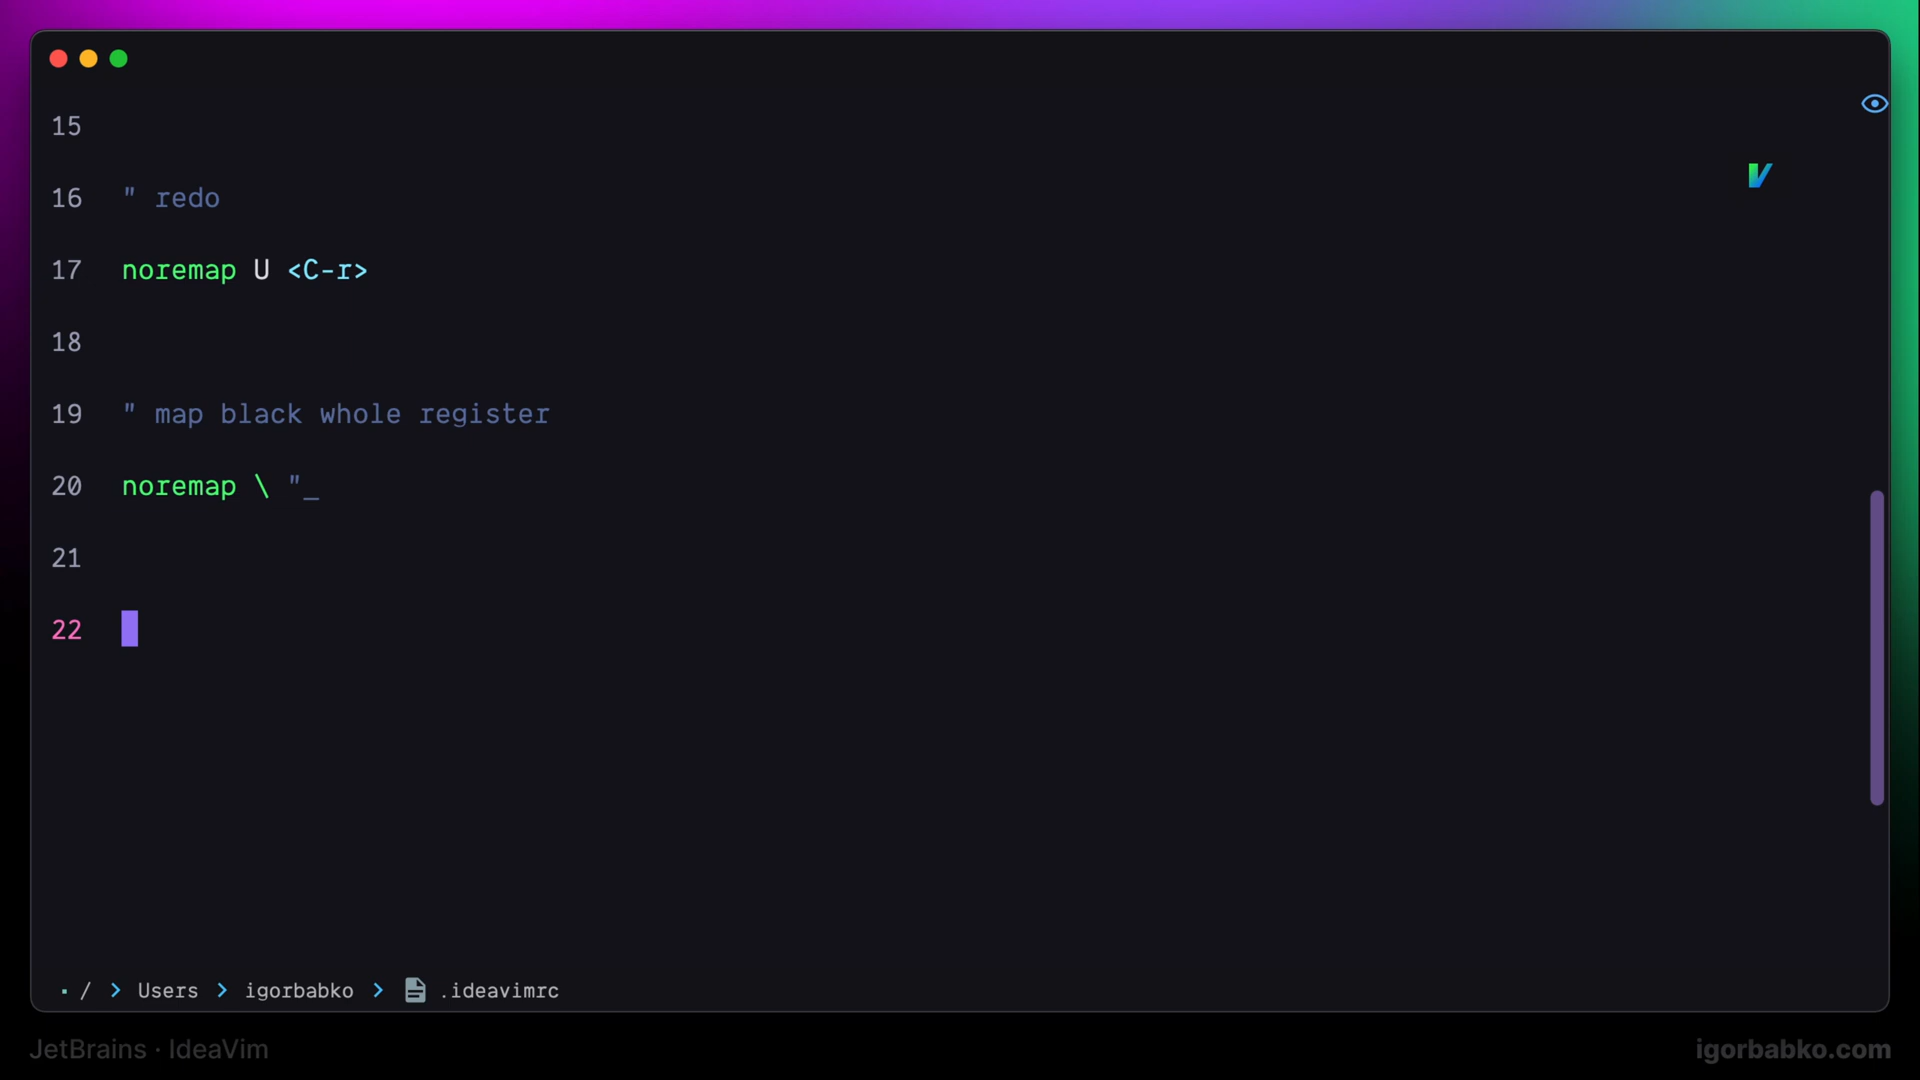 15
16 " redo
17 noremap U <C-r>
18
19 " map black whole register
20 noremap \ "_
21
22
/ > Users > igorbabko > .ideavimrc
JetBrains · IdeaVim
igorbabko.com